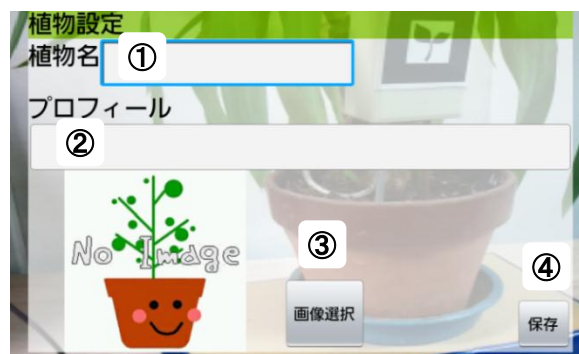 植物設定
植物名 ①
プロフィール
②
No Image
③
④
画像選択
保存